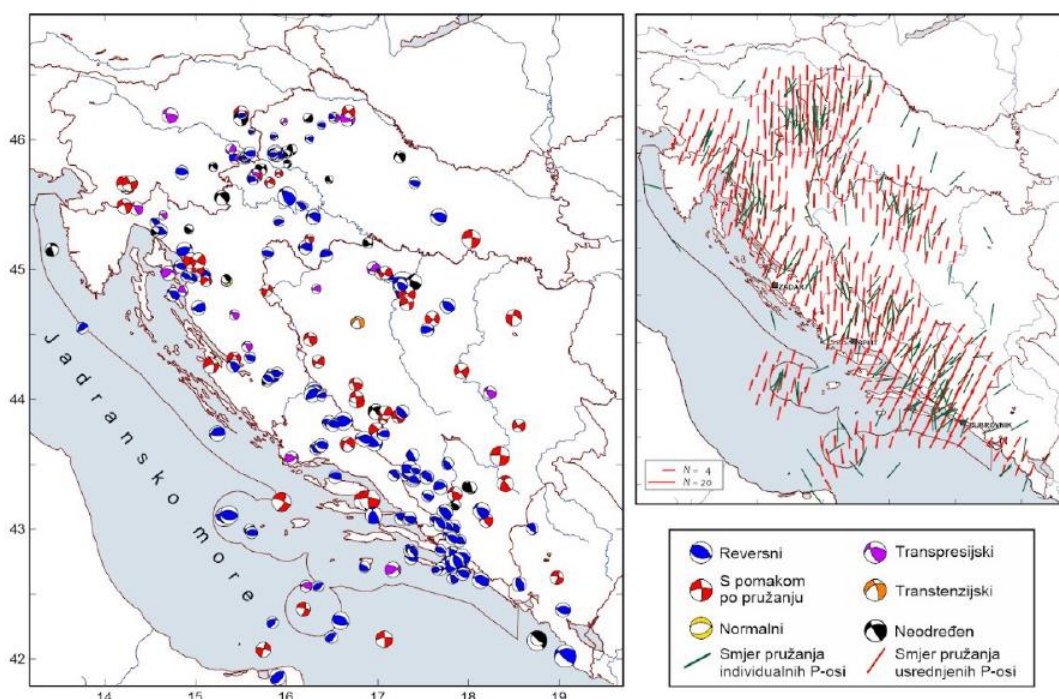 46
45
44
43
42
14
15
16
17
18
19
Jadransko more
ZADAR
DUBROVNIK
N = 4
N = 20
Reversni
S pomakom
po pružanju
Normalni
Smjer pružanja
individualnih P-osi
Transpresijski
Transtenzijski
Neodređen
Smjer pružanja
usrednjenih P-osi